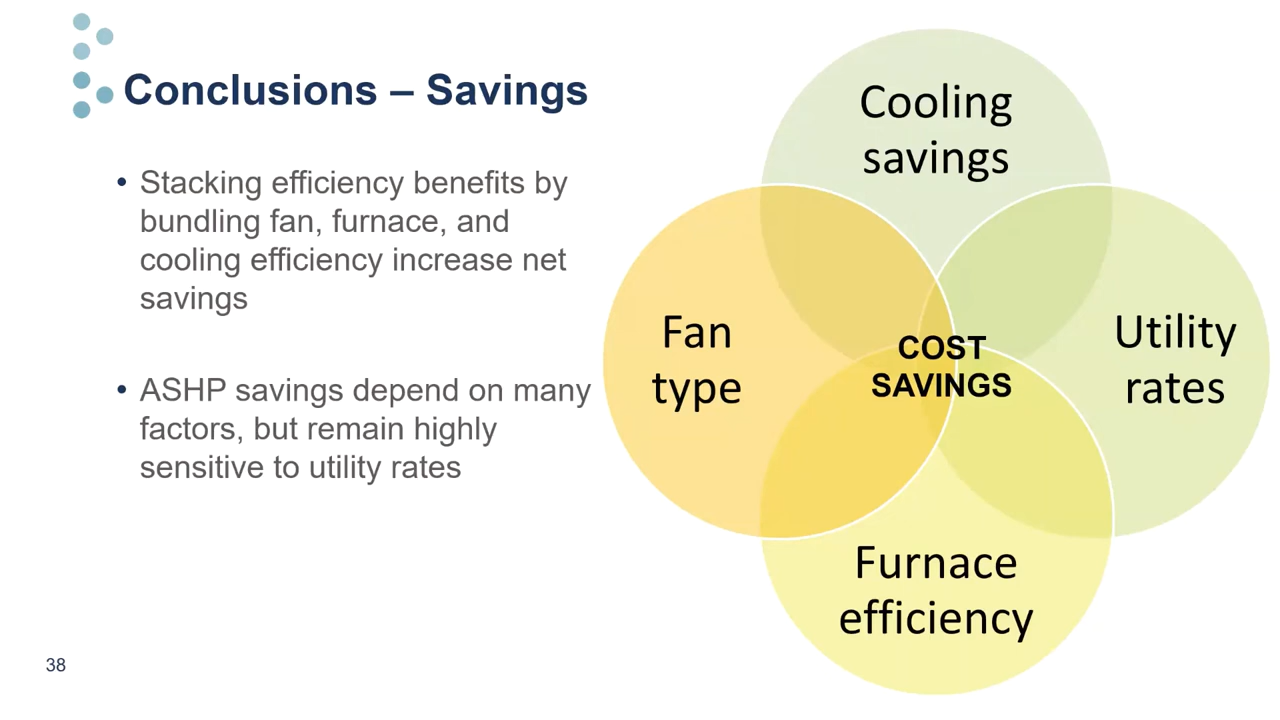 Conclusions – Savings
• Stacking efficiency benefits by
bundling fan, furnace, and
cooling efficiency increase net
savings
• ASHP savings depend on many
factors, but remain highly
sensitive to utility rates
Cooling
savings
Fan
type
COST
SAVINGS
Utility
rates
Furnace
efficiency
38